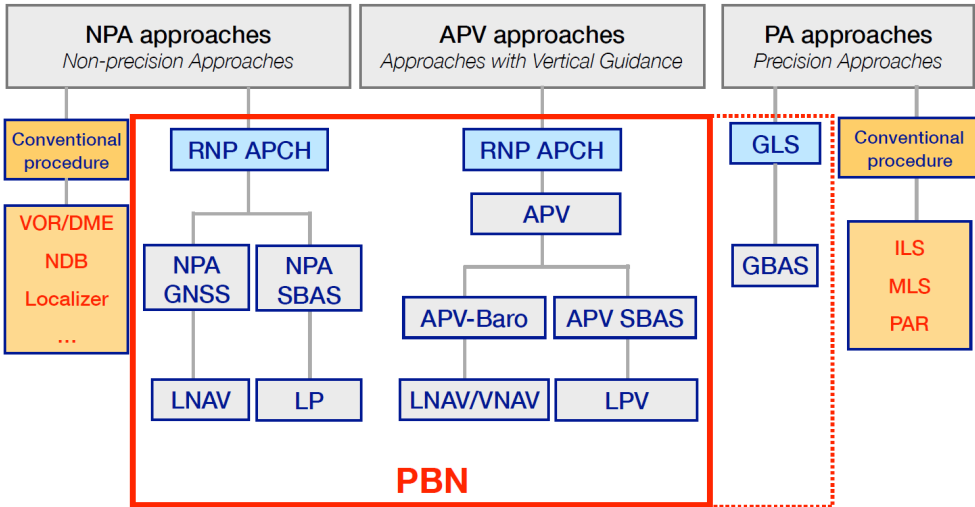 NPA approaches
Non-precision Approaches
APV approaches
Approaches with Vertical Guidance
PA approaches
Precision Approaches
Conventional
procedure
RNP APCH
RNP APCH
GLS
Conventional
procedure
VOR/DME
NDB
Localizer
...
NPA
GNSS
NPA
SBAS
APV
APV-Baro
APV SBAS
GBAS
ILS
MLS
PAR
LNAV
LP
LNAV/VNAV
LPV
PBN